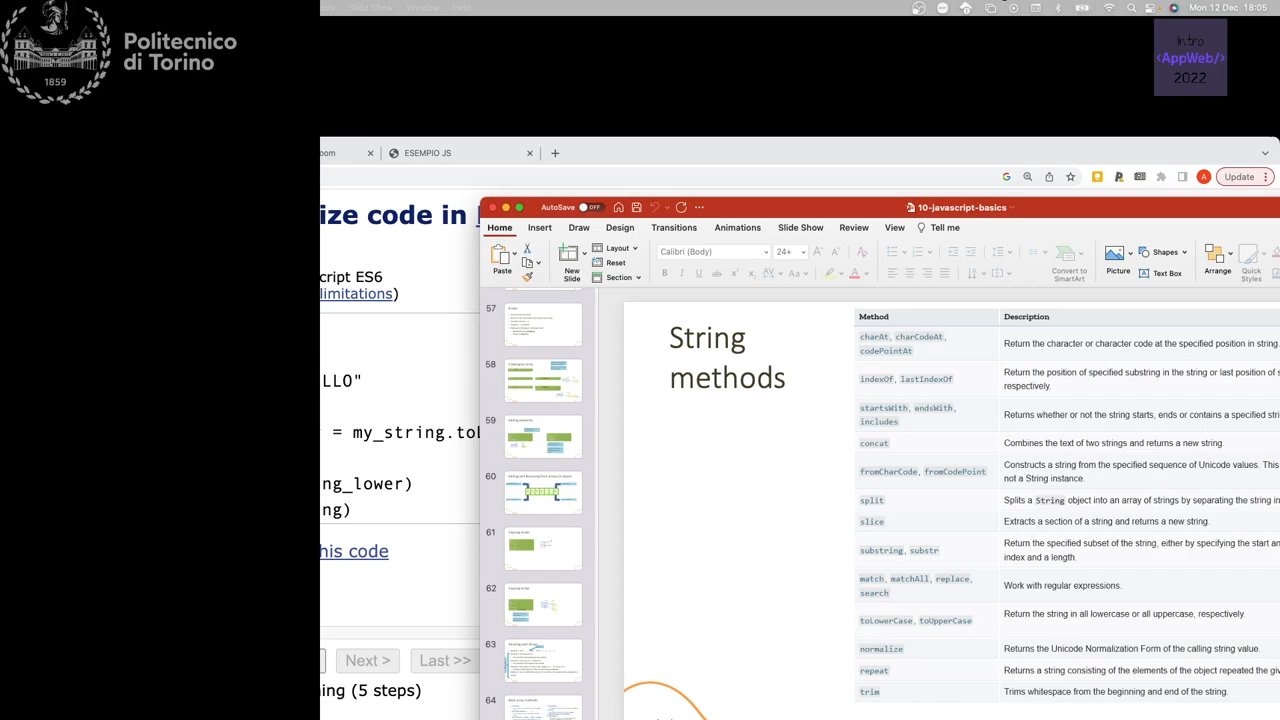 Slide Show Window Help
Mon 12 Dec 18:05
Politecnico
di Torino
1859
Intro
<AppWeb/>
2022
oom
ESEMPIO JS
Update
ize code in
cript ES6
limitations)
LLO"
r = my_string.toL
ng_lower)
ng)
his code
Next >
Last >>
ning (5 steps)
AutoSave OFF
10-javascript-basics
Home Insert Draw Design Transitions Animations Slide Show Review View Tell me
Paste
New
Slide
Layout
Reset
Section
Calibri (Body) 24+
Convert to
SmartArt
Picture
Shapes
Text Box
Arrange
Quick
Styles
57
58
59
60
61
62
63
64
String
methods
Method Description
charAt, charCodeAt,
codePointAt
Return the character or character code at the specified position in string.
indexOf, lastIndexOf
Return the position of specified substring in the string or last position of s
respectively.
startsWith, endsWith,
includes
Returns whether or not the string starts, ends or contains a specified stri
concat Combines the text of two strings and returns a new string.
fromCharCode, fromCodePoint
Constructs a string from the specified sequence of Unicode values. This
not a String instance.
split Splits a String object into an array of strings by separating the string in
slice Extracts a section of a string and returns a new string.
substring, substr
Return the specified subset of the string, either by specifying the start an
index and a length.
match, matchAll, replace,
search
Work with regular expressions.
toLowerCase, toUpperCase
Return the string in all lowercase or all uppercase, respectively.
normalize Returns the Unicode Normalization Form of the calling string value.
repeat Returns a string consisting of the elements of the object repeated the giv
trim Trims whitespace from the beginning and end of the string.